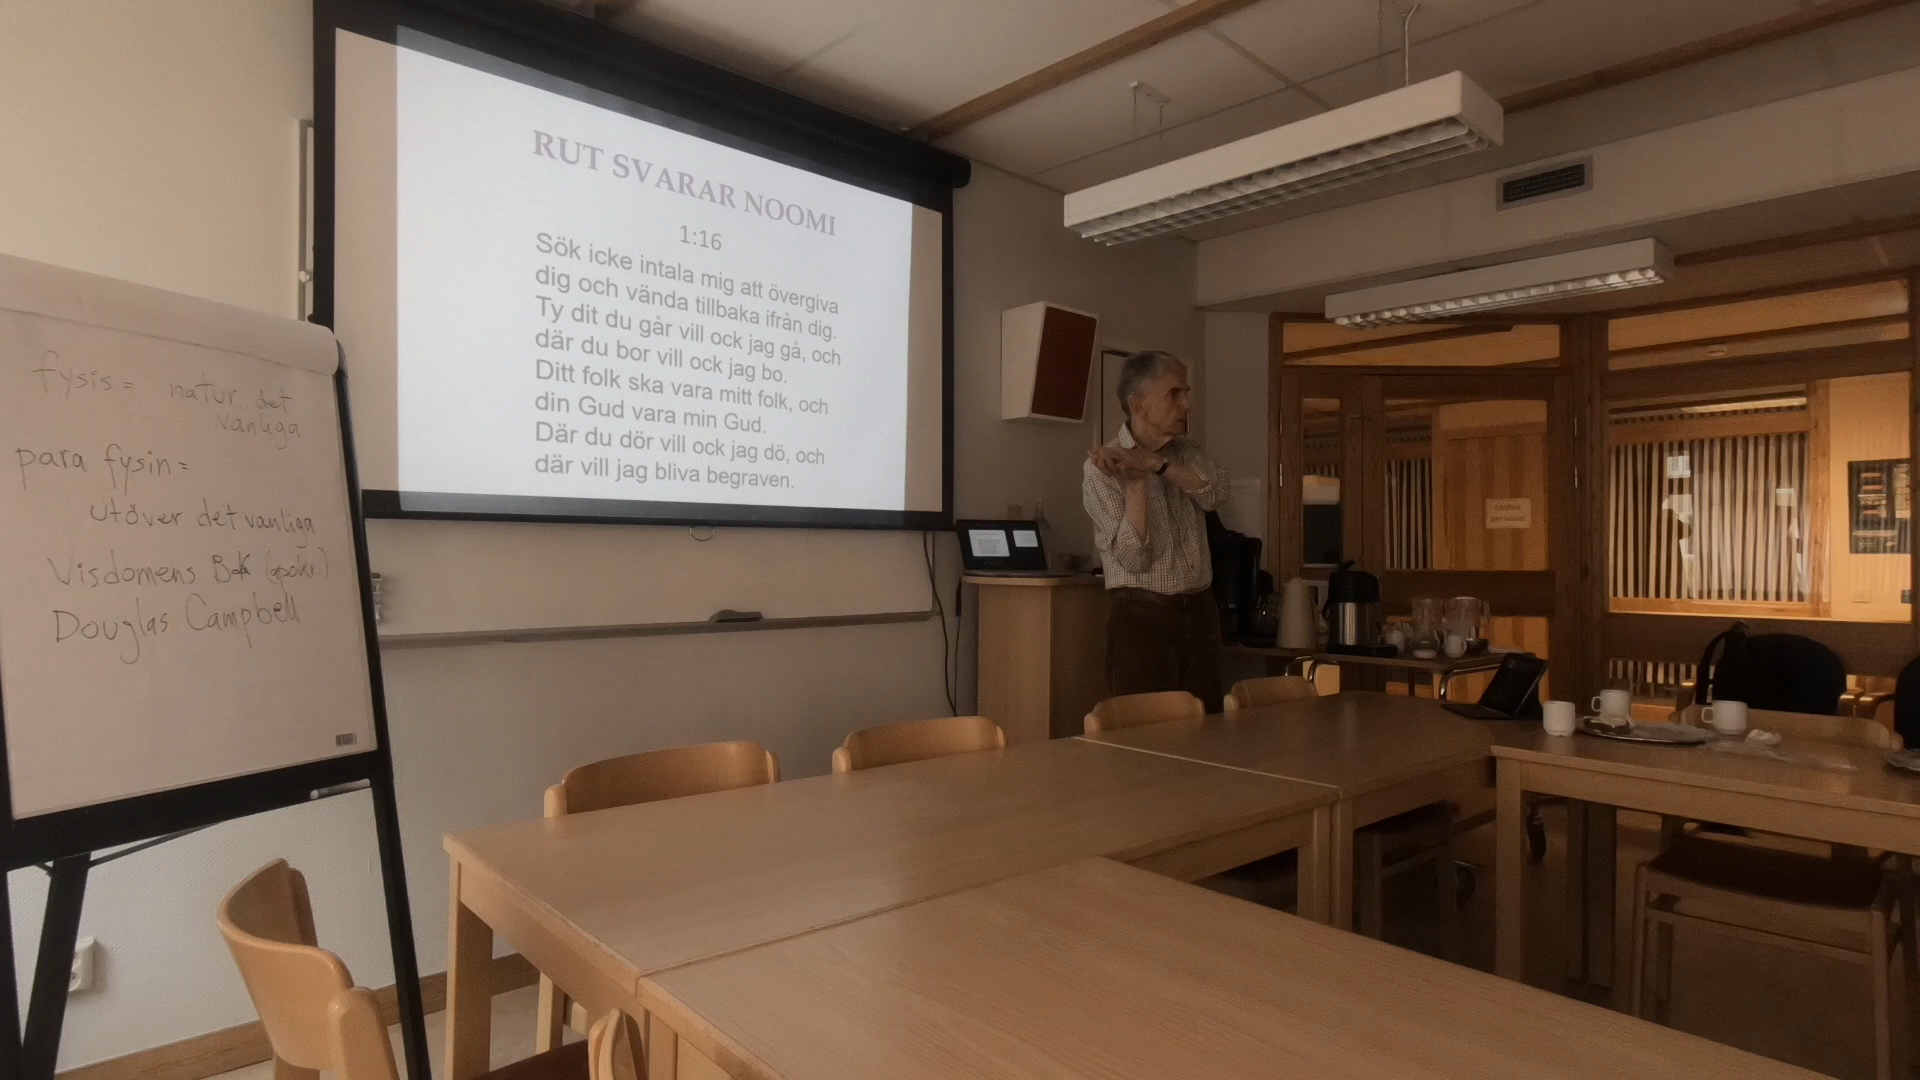 RUT SVARAR NOOMI
1:16
Sök icke intala mig att övergiva
dig och vända tillbaka ifrån dig.
Ty dit du går vill ock jag gå, och
där du bor vill ock jag bo.
Ditt folk ska vara mitt folk, och
din Gud vara min Gud.
Där du dör vill ock jag dö, och
där vill jag bliva begraven.
fysis = natur, det
vanliga
para fysin =
utöver det vanliga
Visdomens Bok
Douglas Campbell